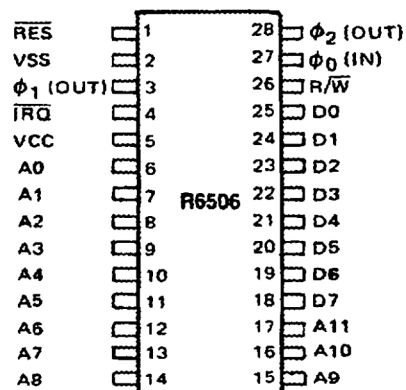 R̅E̅S̅ 1 28 ϕ2 (OUT)
VSS 2 27 ϕ0 (IN)
ϕ1 (OUT) 3 26 R/W̅
I̅R̅Q̅ 4 25 D0
VCC 5 24 D1
A0 6 23 D2
A1 7 22 D3
R6506
A2 8 21 D4
A3 9 20 D5
A4 10 19 D6
A5 11 18 D7
A6 12 17 A11
A7 13 16 A10
A8 14 15 A9